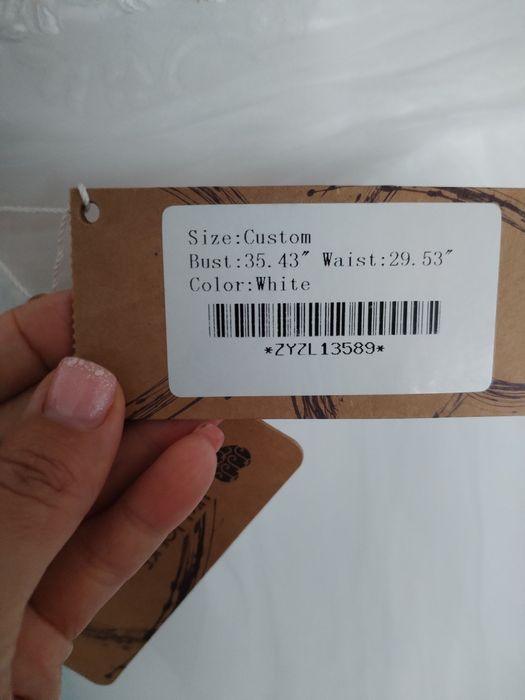 Size:Custom
Bust:35.43" Waist:29.53"
Color:White
*ZYZL13589*